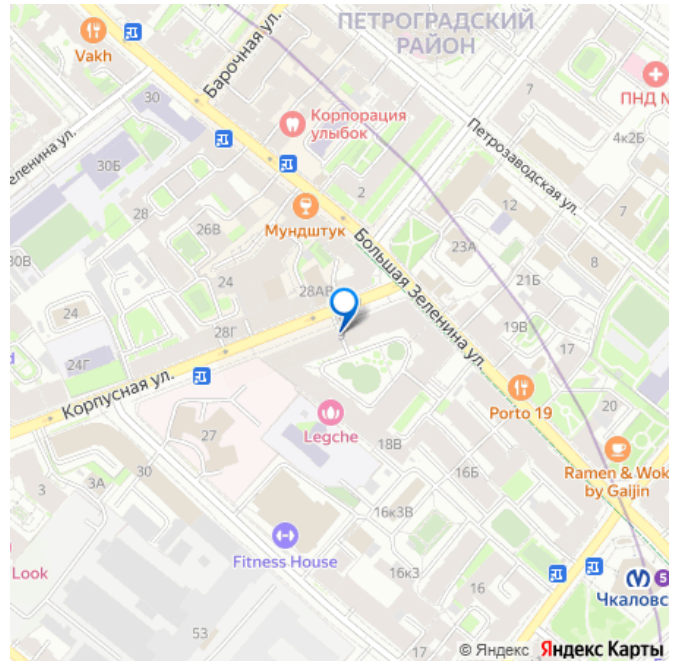 ПЕТРОГРАДСКИЙ
РАЙОН
Vakh
Барочная ул.
30
Корпорация
улыбок
7
ПНД №
4к2Б
Петрозаводская ул.
еленина ул.
30Б
2
28
12
7
Мундштук
26В
Большая Зеленина ул.
23А
8
30В
24
28АВ
21Б
24
28Г
19В
17
24Г
Корпусная ул.
Porto 19
20
Legche
27
18В
Ramen & Wok
by Gaijin
30
16Б
3
3А
16к3В
Fitness House
Look
16к3
16
5
Чкаловс
53
© Яндекс Яндекс Карты